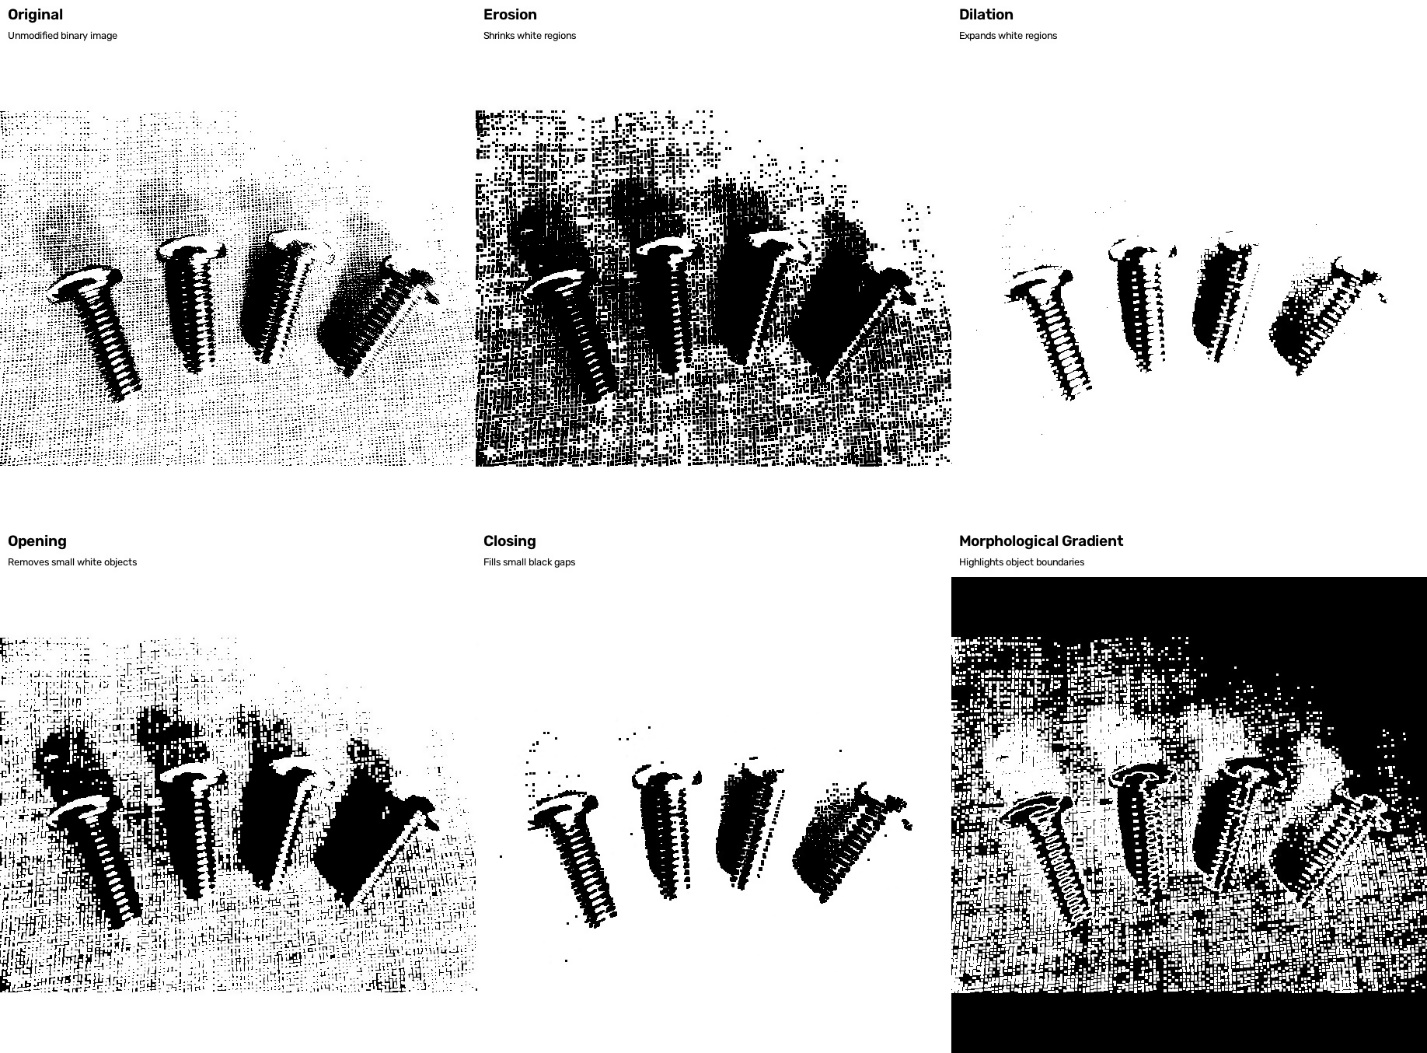 Original
Unmodified binary image
Erosion
Shrinks white regions
Dilation
Expands white regions
Opening
Removes small white objects
Closing
Fills small black gaps
Morphological Gradient
Highlights object boundaries